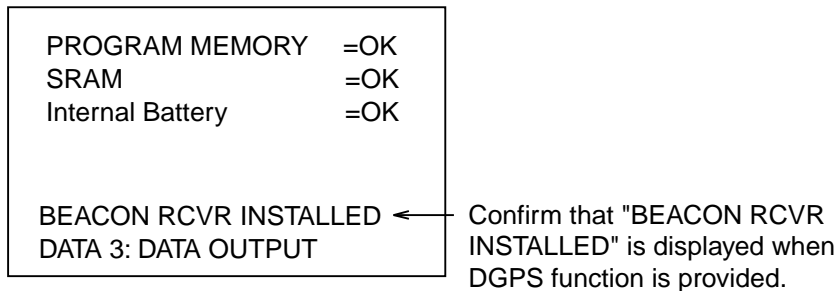 PROGRAM MEMORY =OK
SRAM =OK
Internal Battery =OK
BEACON RCVR INSTALLED
DATA 3: DATA OUTPUT
Confirm that "BEACON RCVR
INSTALLED" is displayed when
DGPS function is provided.